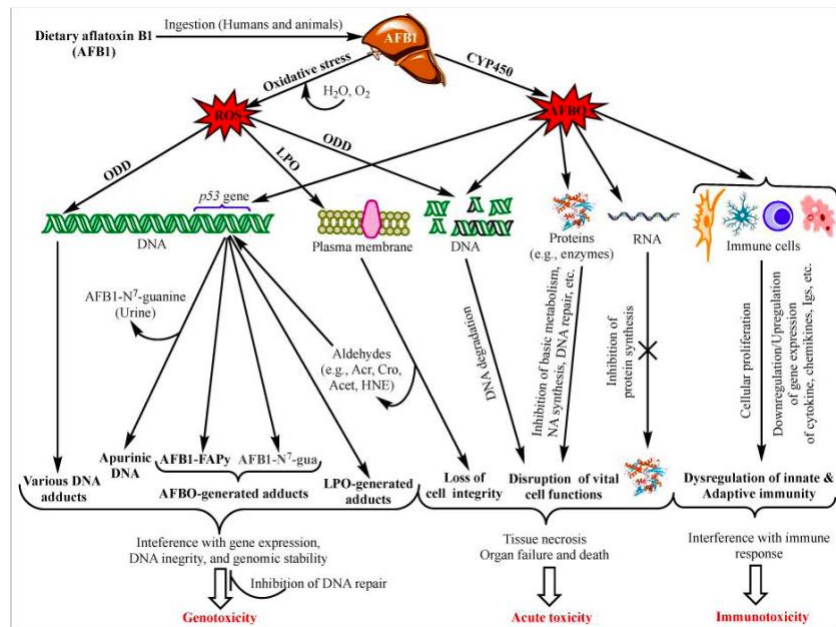 Dietary aflatoxin B1
(AFB1)
Ingestion (Humans and animals)
AFB1
Oxidative stress
H2O, O2
CYP450
ROS
AFBO
ODD
LPO
ODD
p53 gene
DNA
Plasma membrane
DNA
Proteins
(e.g., enzymes)
RNA
Immune cells
AFB1-N7-guanine
(Urine)
Aldehydes
(e.g., Acr, Cro,
Acet, HNE)
DNA degradation
Inhibition of basic metabolism,
NA synthesis, DNA repair, etc.
Inhibition of
protein synthesis
Cellular proliferation
Downregulation/Upregulation
of gene expression
of cytokine, chemikines, Igs, etc.
Various DNA
adducts
Apurinic
DNA
AFB1-FAPy
AFB1-N7-gua
AFBO-generated adducts
LPO-generated
adducts
Loss of
cell integrity
Disruption of vital
cell functions
Dysregulation of innate &
Adaptive immunity
Inteference with gene expression,
DNA inegrity, and genomic stability
Inhibition of DNA repair
Tissue necrosis
Organ failure and death
Interference with immune
response
Genotoxicity
Acute toxicity
Immunotoxicity